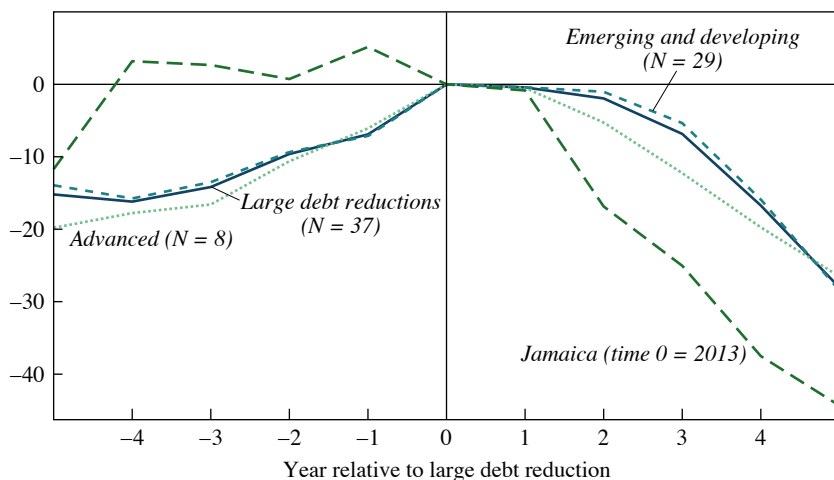 Emerging and developing
(N = 29)
0
–10
–20
–30
–40
Large debt reductions
(N = 37)
Advanced (N = 8)
Jamaica (time 0 = 2013)
–4 –3 –2 –1 0 1 2 3 4
Year relative to large debt reduction